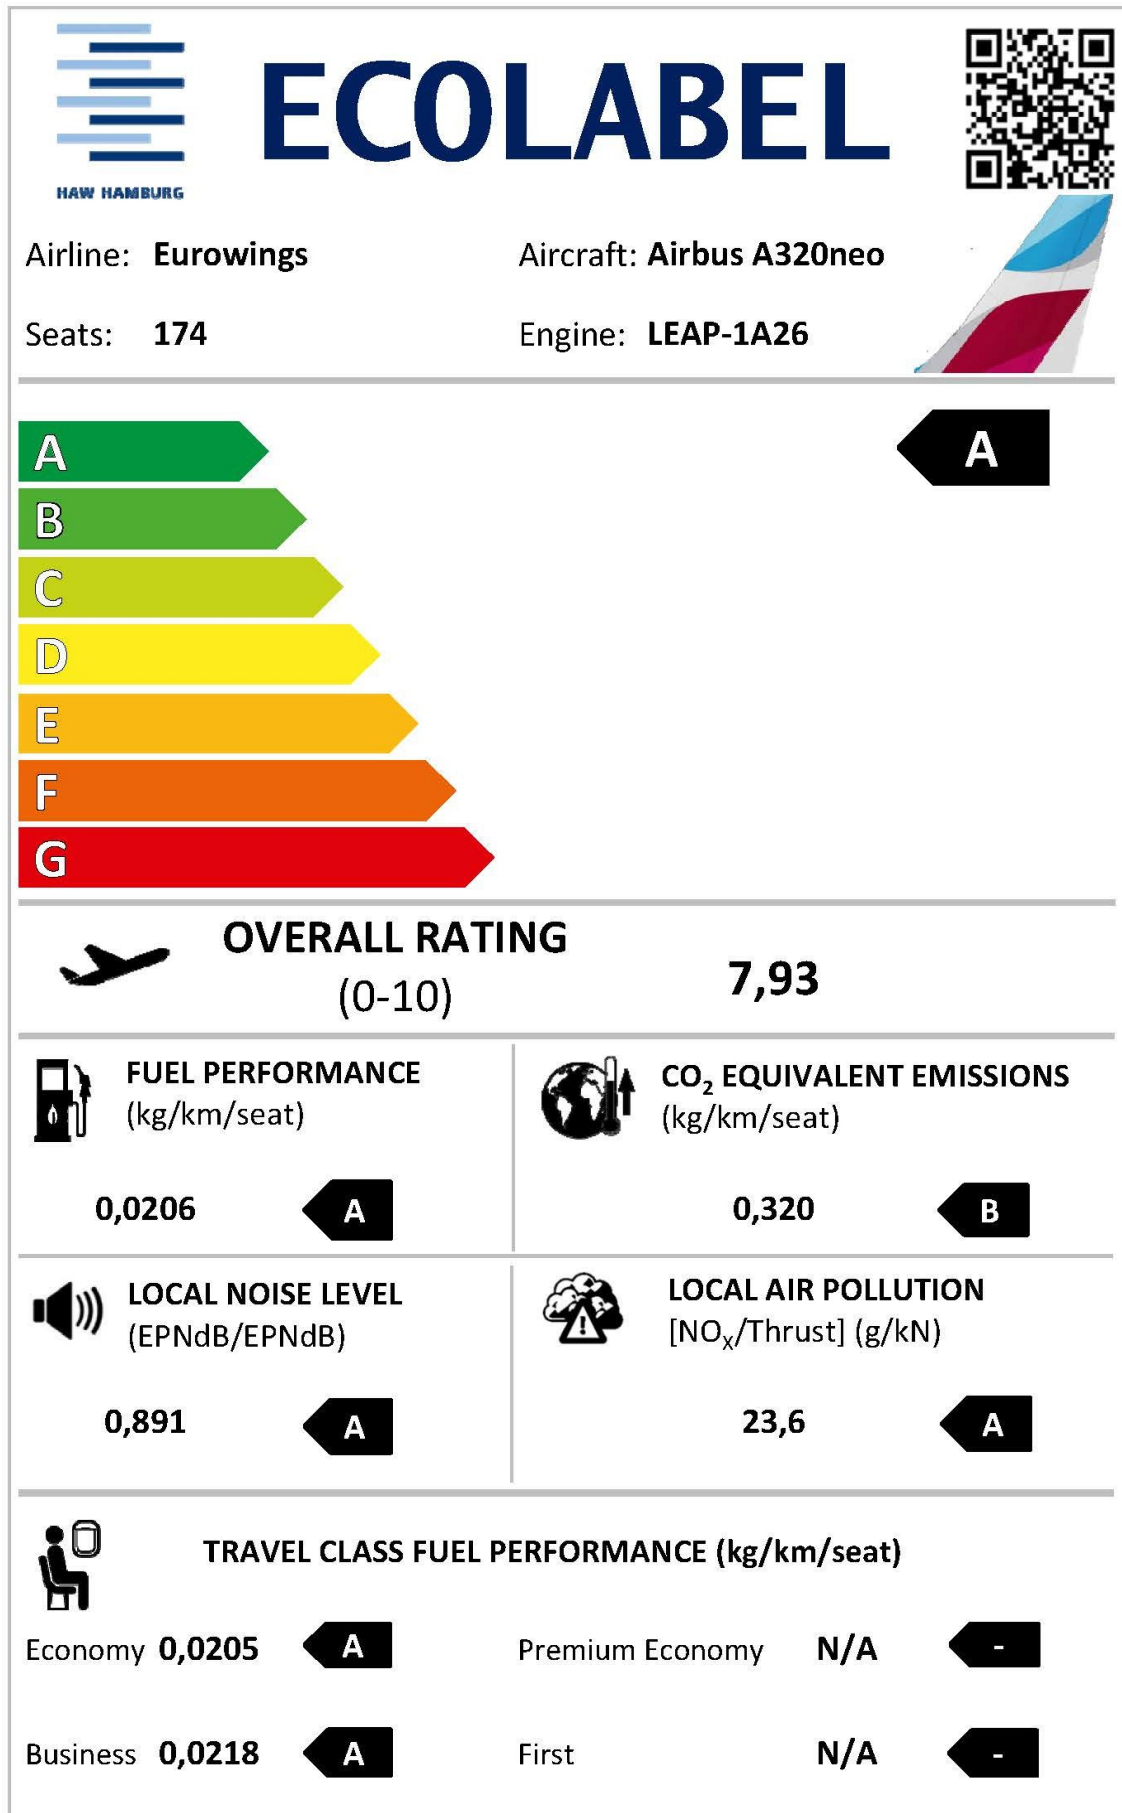 HAW HAMBURG
ECOLABEL
Airline: Eurowings
Aircraft: Airbus A320neo
Seats: 174
Engine: LEAP-1A26
A
A
B
C
D
E
F
G
OVERALL RATING
(0-10)
7,93
FUEL PERFORMANCE
(kg/km/seat)
0,0206 A
CO₂ EQUIVALENT EMISSIONS
(kg/km/seat)
0,320 B
LOCAL NOISE LEVEL
(EPNdB/EPNdB)
0,891 A
LOCAL AIR POLLUTION
[NOₓ/Thrust] (g/kN)
23,6 A
TRAVEL CLASS FUEL PERFORMANCE (kg/km/seat)
Economy 0,0205 A
Premium Economy N/A -
Business 0,0218 A
First N/A -